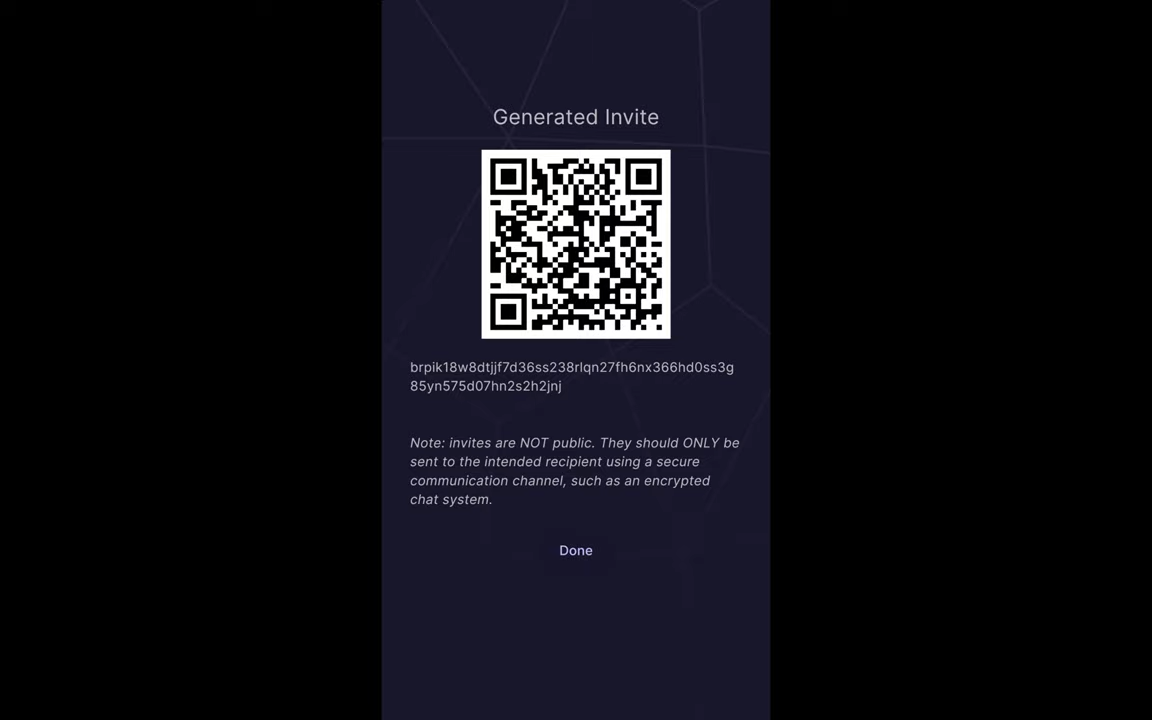 Generated Invite
brpik18w8dtjjf7d36ss238rlqn27fh6nx366hd0ss3g
85yn575d07hn2s2h2jnj
Note: invites are NOT public. They should ONLY be
sent to the intended recipient using a secure
communication channel, such as an encrypted
chat system.
Done